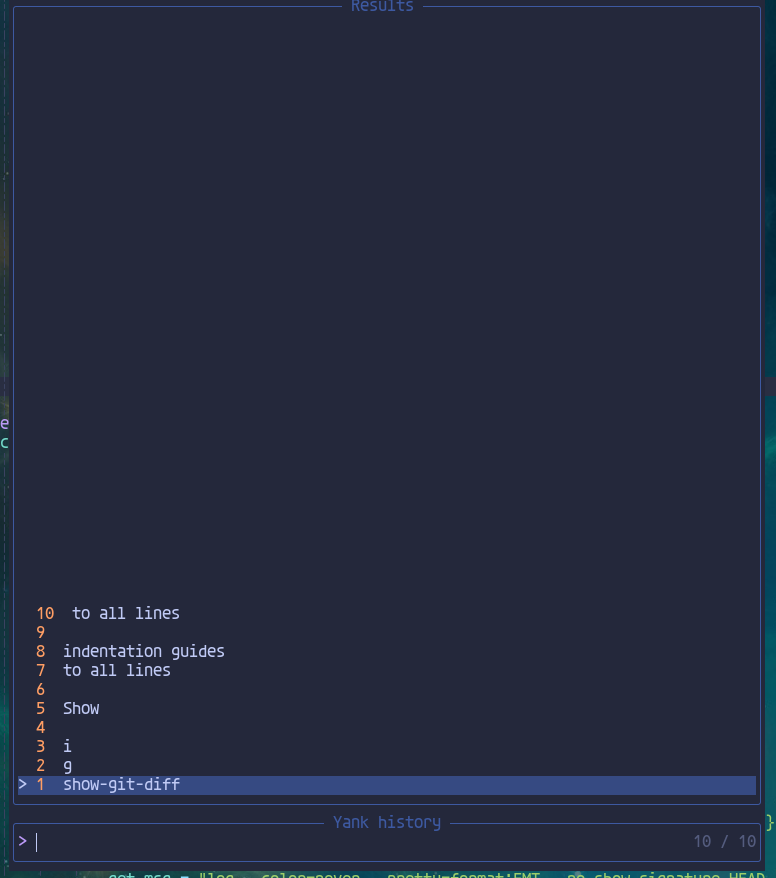 Results
e
c
10 to all lines
9
8 indentation guides
7 to all lines
6
5 Show
4
3 i
2 g
> 1 show-git-diff
Yank history
}
> 10 / 10